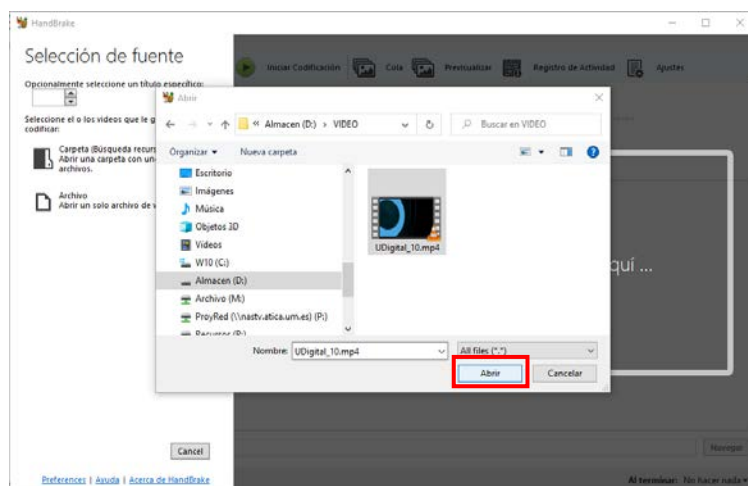 HandBrake
Selección de fuente
Opcionalmente seleccione un título específico:
Seleccione el o los videos que le g
codificar:
Carpeta (Búsqueda recurs
Abrir una carpeta con un
archivos.
Archivo
Abrir un solo archivo de v
Iniciar Codificación
Cola
Previsualizar
Registro de Actividad
Ajustes
Abrir
« Almacen (D:) › VIDEO
Buscar en VIDEO
Organizar
Nueva carpeta
Escritorio
Imágenes
Música
Objetos 3D
Vídeos
W10 (C:)
Almacen (D:)
Archivo (M:)
ProyRed (\\nastv.atica.um.es) (P:)
UDigital_10.mp4
quí ...
Nombre: UDigital_10.mp4
All files (*.*)
Abrir
Cancelar
Cancel
Navegar
Preferences | Ayuda | Acerca de HandBrake
Al terminar: No hacer nada